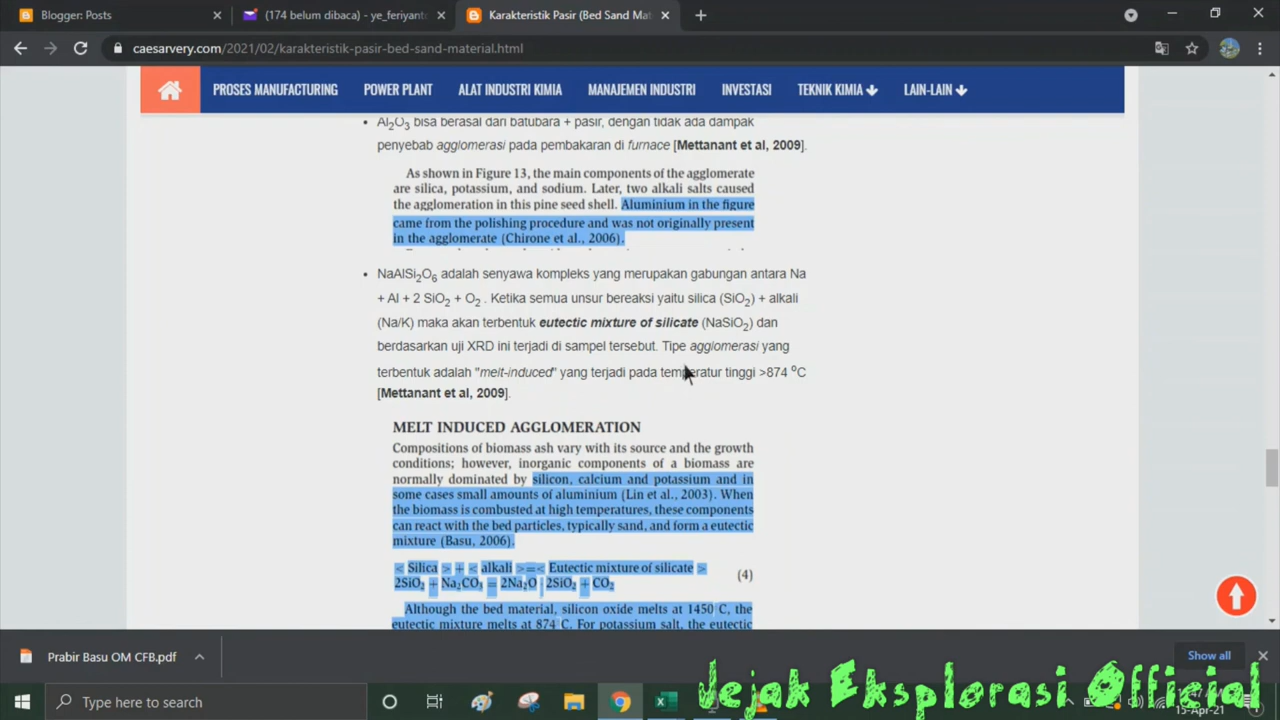 Blogger: Posts
(174 belum dibaca) - ye_feriyanto
Karakteristik Pasir (Bed Sand Mat
caesarvery.com/2021/02/karakteristik-pasir-bed-sand-material.html
PROSES MANUFACTURING POWER PLANT ALAT INDUSTRI KIMIA MANAJEMEN INDUSTRI INVESTASI TEKNIK KIMIA LAIN-LAIN
Al2O3 bisa berasal dari batubara + pasir, dengan tidak ada dampak
penyebab agglomerasi pada pembakaran di furnace [Mettanant et al, 2009].
As shown in Figure 13, the main components of the agglomerate
are silica, potassium, and sodium. Later, two alkali salts caused
the agglomeration in this pine seed shell. Aluminium in the figure
came from the polishing procedure and was not originally present
in the agglomerate (Chirone et al., 2006).
NaAlSi2O6 adalah senyawa kompleks yang merupakan gabungan antara Na
+ Al + 2 SiO2 + O2 . Ketika semua unsur bereaksi yaitu silica (SiO2) + alkali
(Na/K) maka akan terbentuk eutectic mixture of silicate (NaSiO2) dan
berdasarkan uji XRD ini terjadi di sampel tersebut. Tipe agglomerasi yang
terbentuk adalah "melt-induced" yang terjadi pada temperatur tinggi >874 ⁰C
[Mettanant et al, 2009].
MELT INDUCED AGGLOMERATION
Compositions of biomass ash vary with its source and the growth
conditions; however, inorganic components of a biomass are
normally dominated by silicon, calcium and potassium and in
some cases small amounts of aluminium (Lin et al., 2003). When
the biomass is combusted at high temperatures, these components
can react with the bed particles, typically sand, and form a eutectic
mixture (Basu, 2006).
< Silica > + < alkali >=< Eutectic mixture of silicate >
2SiO2 + Na2CO3 = 2Na2O | 2SiO2 + CO2
(4)
Although the bed material, silicon oxide melts at 1450 C, the
eutectic mixture melts at 874 C. For potassium salt, the eutectic
Prabir Basu OM CFB.pdf
Show all
Type here to search
Jejak Eksplorasi Official
15-Apr-21